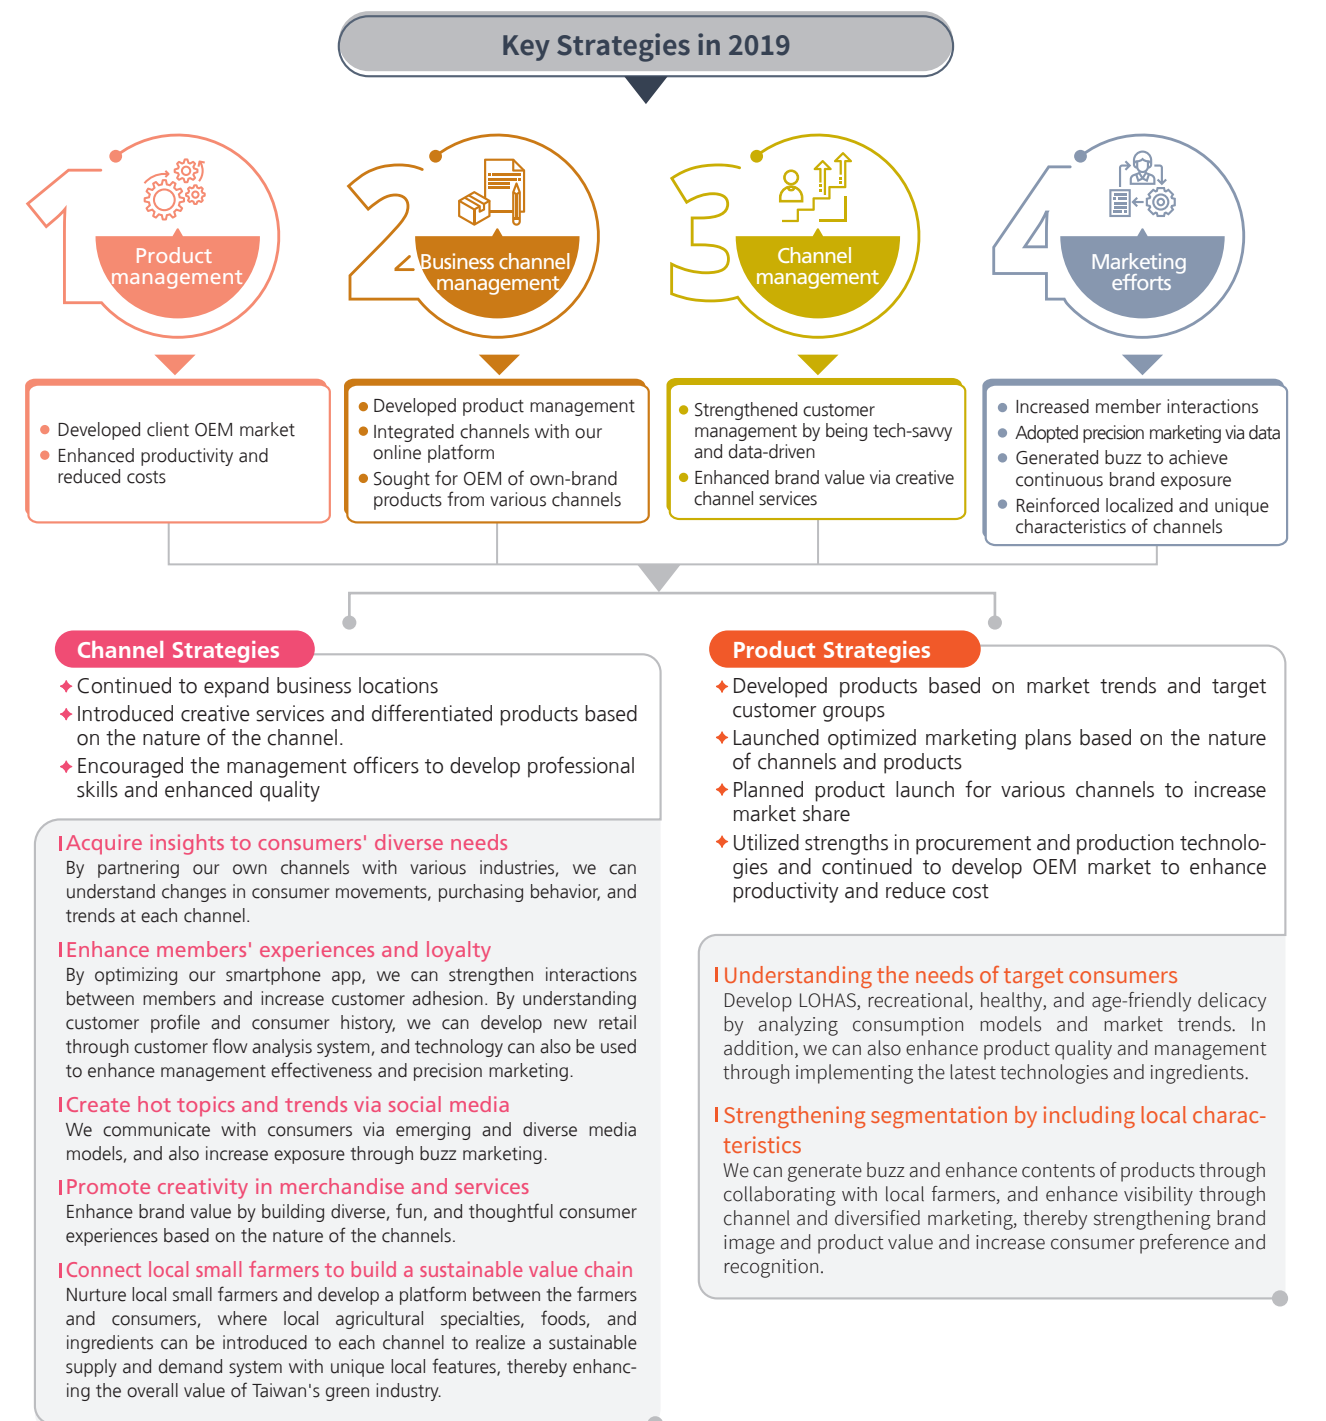 Key Strategies in 2019
1
Product
management
2
Business channel
management
3
Channel
management
4
Marketing
efforts
Developed client OEM market
Enhanced productivity and
reduced costs
Developed product management
Integrated channels with our
online platform
Sought for OEM of own-brand
products from various channels
Strengthened customer
management by being tech-savvy
and data-driven
Enhanced brand value via creative
channel services
Increased member interactions
Adopted precision marketing via data
Generated buzz to achieve
continuous brand exposure
Reinforced localized and unique
characteristics of channels
Channel Strategies
Continued to expand business locations
Introduced creative services and differentiated products based
on the nature of the channel.
Encouraged the management officers to develop professional
skills and enhanced quality
Acquire insights to consumers' diverse needs
By partnering our own channels with various industries, we can
understand changes in consumer movements, purchasing behavior, and
trends at each channel.
Enhance members' experiences and loyalty
By optimizing our smartphone app, we can strengthen interactions
between members and increase customer adhesion. By understanding
customer profile and consumer history, we can develop new retail
through customer flow analysis system, and technology can also be used
to enhance management effectiveness and precision marketing.
Create hot topics and trends via social media
We communicate with consumers via emerging and diverse media
models, and also increase exposure through buzz marketing.
Promote creativity in merchandise and services
Enhance brand value by building diverse, fun, and thoughtful consumer
experiences based on the nature of the channels.
Connect local small farmers to build a sustainable value chain
Nurture local small farmers and develop a platform between the farmers
and consumers, where local agricultural specialties, foods, and
ingredients can be introduced to each channel to realize a sustainable
supply and demand system with unique local features, thereby enhanc-
ing the overall value of Taiwan's green industry.
Product Strategies
Developed products based on market trends and target
customer groups
Launched optimized marketing plans based on the nature
of channels and products
Planned product launch for various channels to increase
market share
Utilized strengths in procurement and production technolo-
gies and continued to develop OEM market to enhance
productivity and reduce cost
Understanding the needs of target consumers
Develop LOHAS, recreational, healthy, and age-friendly delicacy
by analyzing consumption models and market trends. In
addition, we can also enhance product quality and management
through implementing the latest technologies and ingredients.
Strengthening segmentation by including local charac-
teristics
We can generate buzz and enhance contents of products through
collaborating with local farmers, and enhance visibility through
channel and diversified marketing, thereby strengthening brand
image and product value and increase consumer preference and
recognition.